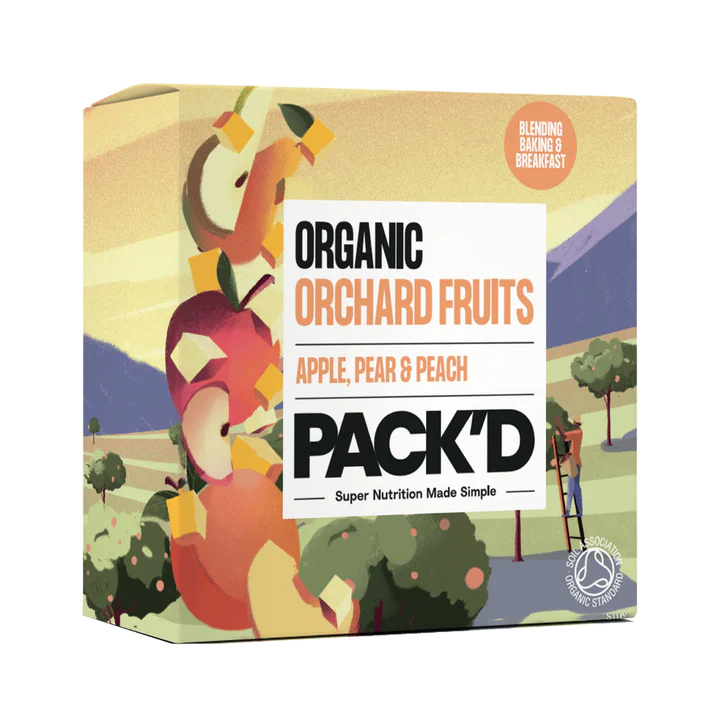 BLENDING
BAKING &
BREAKFAST
ORGANIC
ORCHARD FRUITS
APPLE, PEAR & PEACH
PACK'D
Super Nutrition Made Simple
SOIL ASSOCIATION
ORGANIC STANDARD